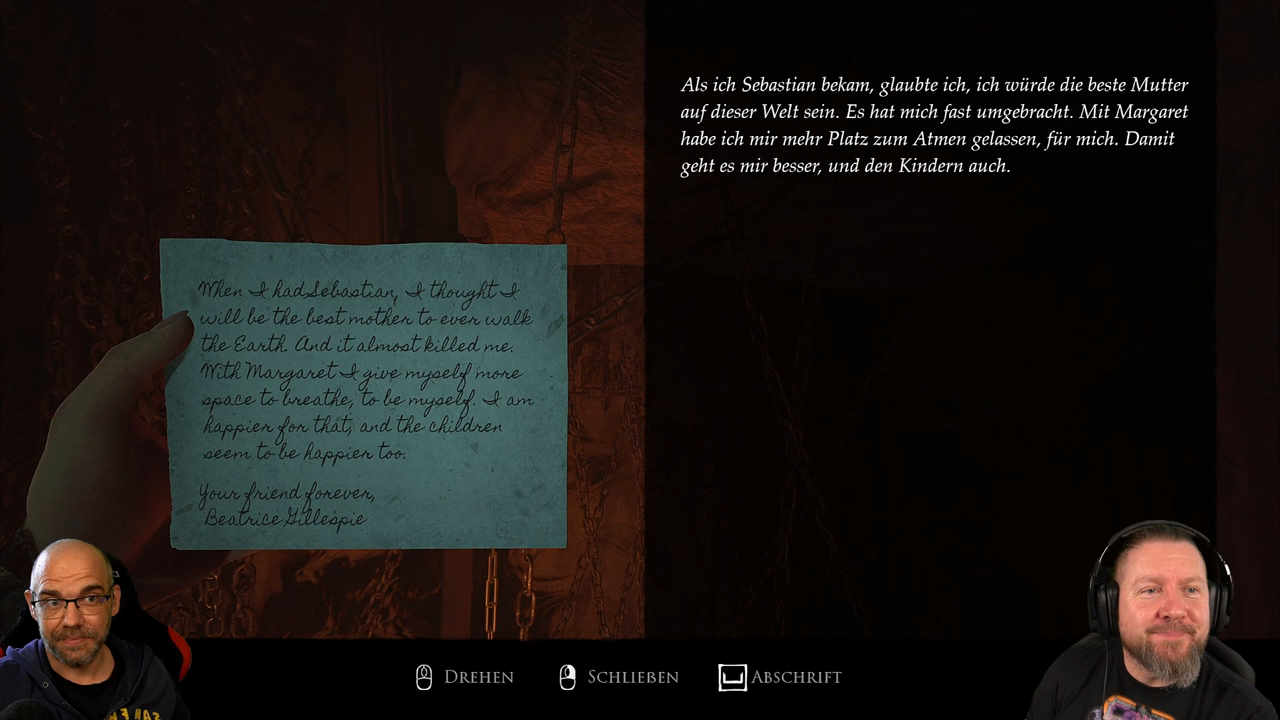 Als ich Sebastian bekam, glaubte ich, ich würde die beste Mutter
auf dieser Welt sein. Es hat mich fast umgebracht. Mit Margaret
habe ich mir mehr Platz zum Atmen gelassen, für mich. Damit
geht es mir besser, und den Kindern auch.
When I had Sebastian, I thought I
will be the best mother to ever walk
the Earth. And it almost killed me.
With Margaret I give myself more
space to breathe, to be myself. I am
happier for that, and the children
seem to be happier too.
Your friend forever,
Beatrice Gillespie
DREHEN
SCHLIEẞEN
ABSCHRIFT